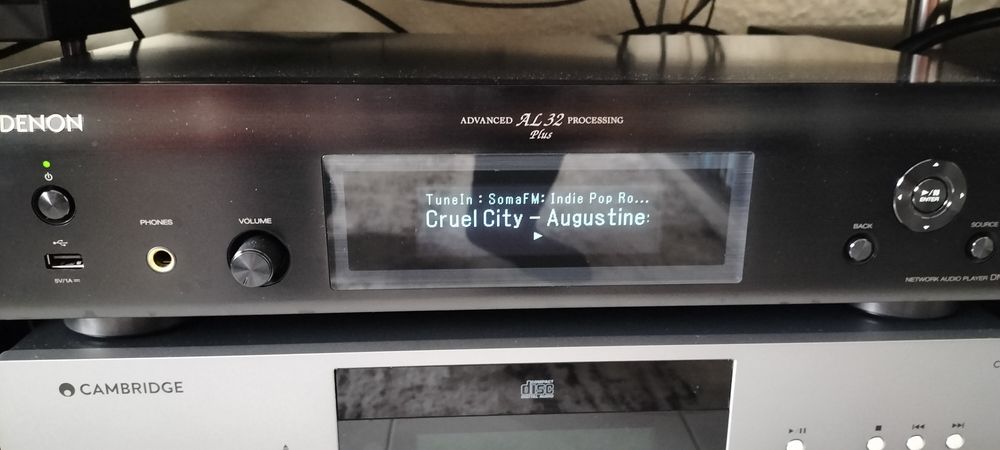 DENON
ADVANCED AL32 PROCESSING
Plus
PHONES
VOLUME
5V/1A
TuneIn : SomaFM: Indie Pop Ro...
Cruel City - Augustine
ENTER
BACK
SOURCE
NETWORK AUDIO PLAYER DN
CAMBRIDGE
COMPACT
disc
DIGITAL AUDIO
C